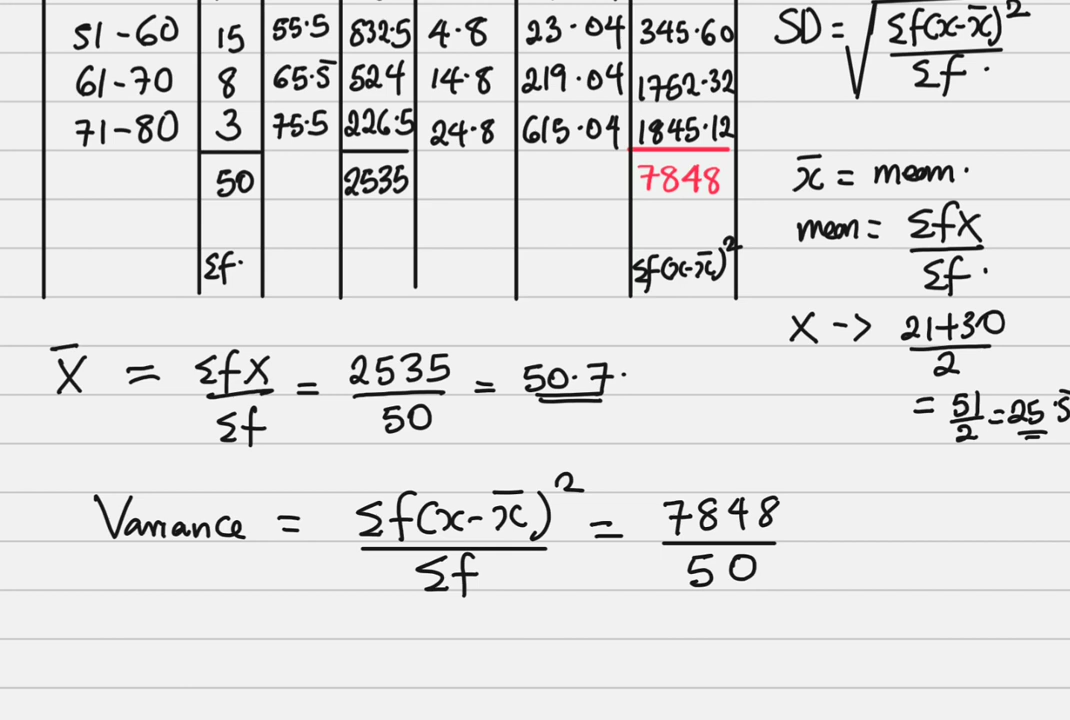 51-60 15 55.5 832.5 4.8 23.04 345.60
61-70 8 65.5 524 14.8 219.04 1752.32
71-80 3 75.5 226.5 24.8 615.04 1845.12
50 2535 7848
Σf. Σf(x-x̄)²
SD = √Σf(x-x̄)²/Σf.
x̄ = mean.
mean = ΣfX/Σf.
X -> 21+30/2
= 51/2 = 25.5
X̄ = ΣfX/Σf = 2535/50 = 50.7.
Variance = Σf(x-x̄)²/Σf = 7848/50